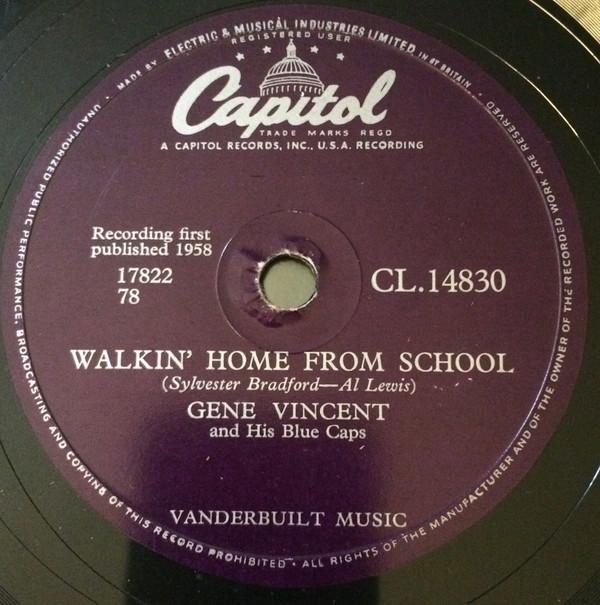 MADE BY ELECTRIC & MUSICAL INDUSTRIES LIMITED IN GT BRITAIN ·
REGISTERED USER
Capitol
TRADE MARKS REGD
A CAPITOL RECORDS, INC., U.S.A. RECORDING
Recording first
published 1958
17822
78
CL.14830
WALKIN' HOME FROM SCHOOL
(Sylvester Bradford—Al Lewis)
GENE VINCENT
and His Blue Caps
VANDERBUILT MUSIC
UNAUTHORIZED PUBLIC PERFORMANCE, BROADCASTING AND COPYING OF THIS RECORD PROHIBITED · ALL RIGHTS OF THE MANUFACTURER AND OF THE OWNER OF THE RECORDED WORK ARE RESERVED ·